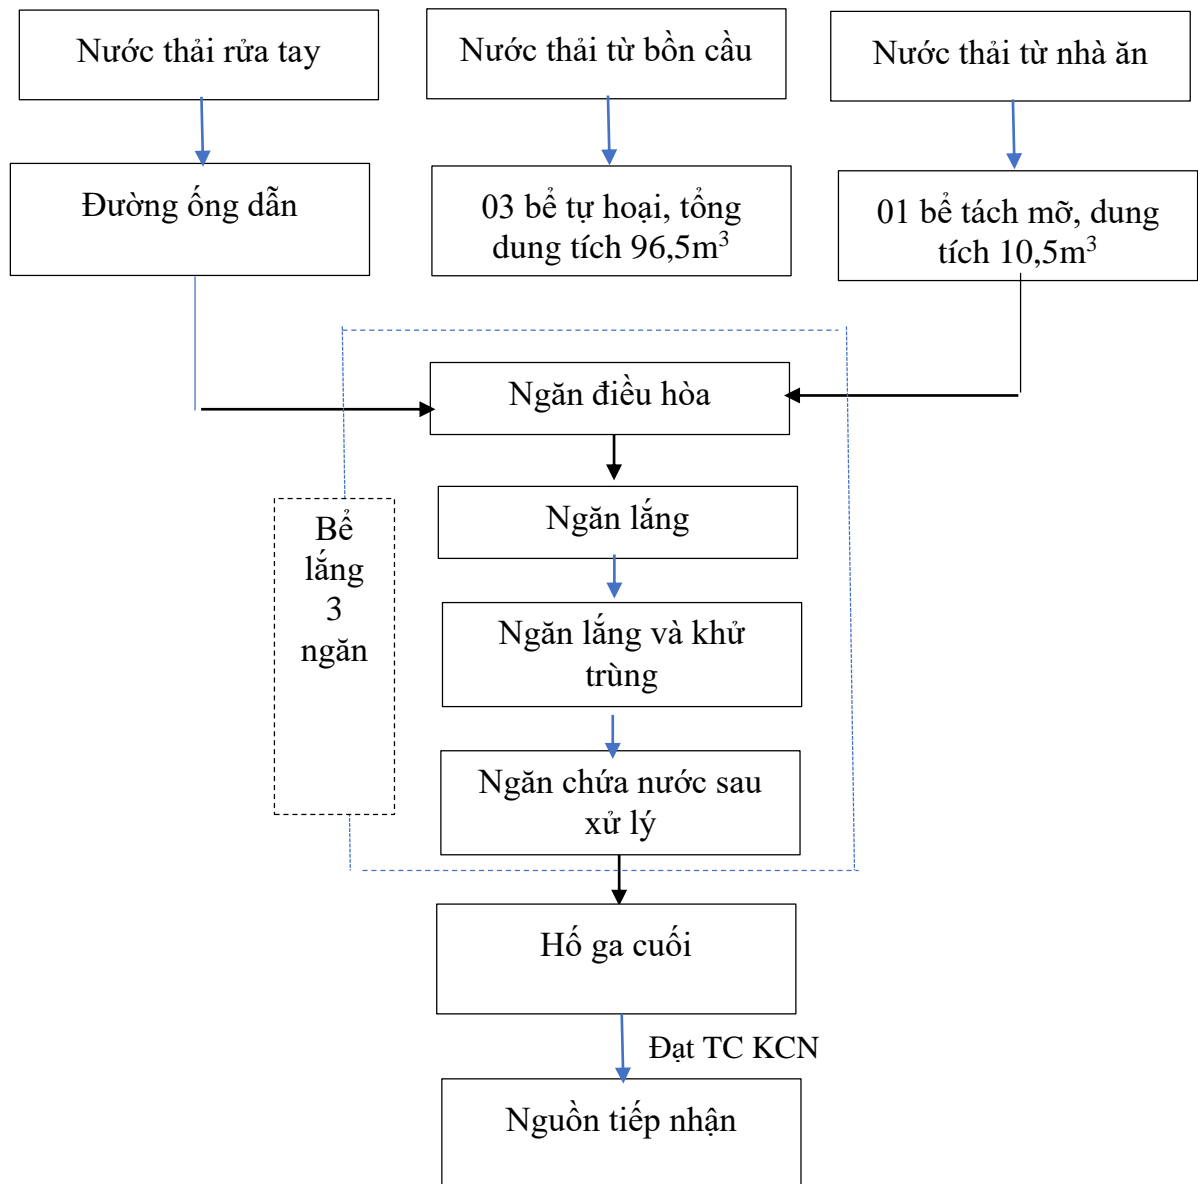 Nước thải rửa tay
Nước thải từ bồn cầu
Nước thải từ nhà ăn
Đường ống dẫn
03 bể tự hoại, tổng
dung tích 96,5m³
01 bể tách mỡ, dung
tích 10,5m³
Ngăn điều hòa
Ngăn lắng
Bể
lắng
3
ngăn
Ngăn lắng và khử
trùng
Ngăn chứa nước sau
xử lý
Hố ga cuối
Đạt TC KCN
Nguồn tiếp nhận